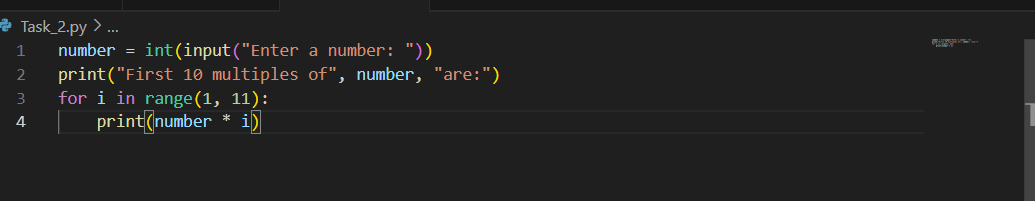 Task_2.py > ...
1 number = int(input("Enter a number: "))
2 print("First 10 multiples of", number, "are:")
3 for i in range(1, 11):
4     print(number * i)